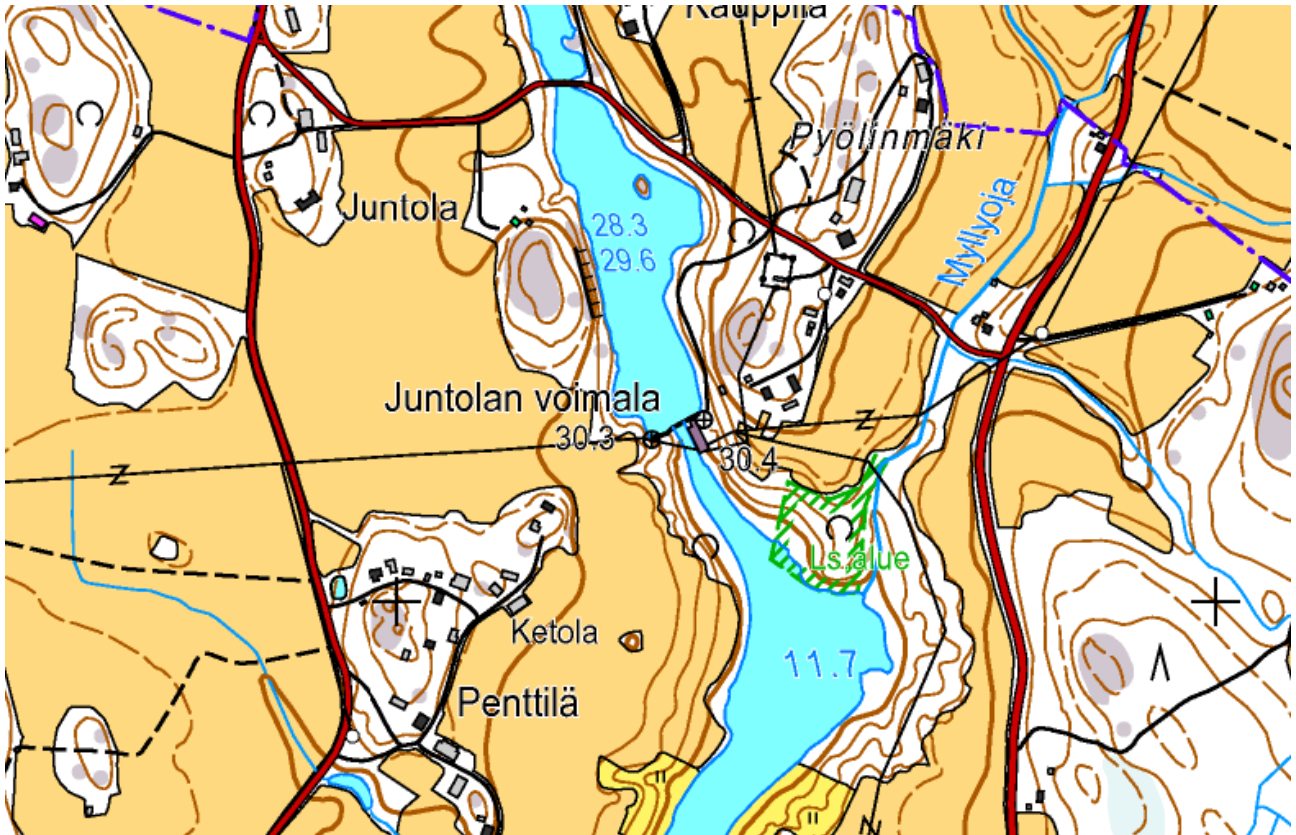 Kauppila
Pyölinmäki
Juntola
28.3
29.6
Myllyoja
Juntolan voimala
30.3
30.4
Ls.alue
Ketola
11.7
Penttilä